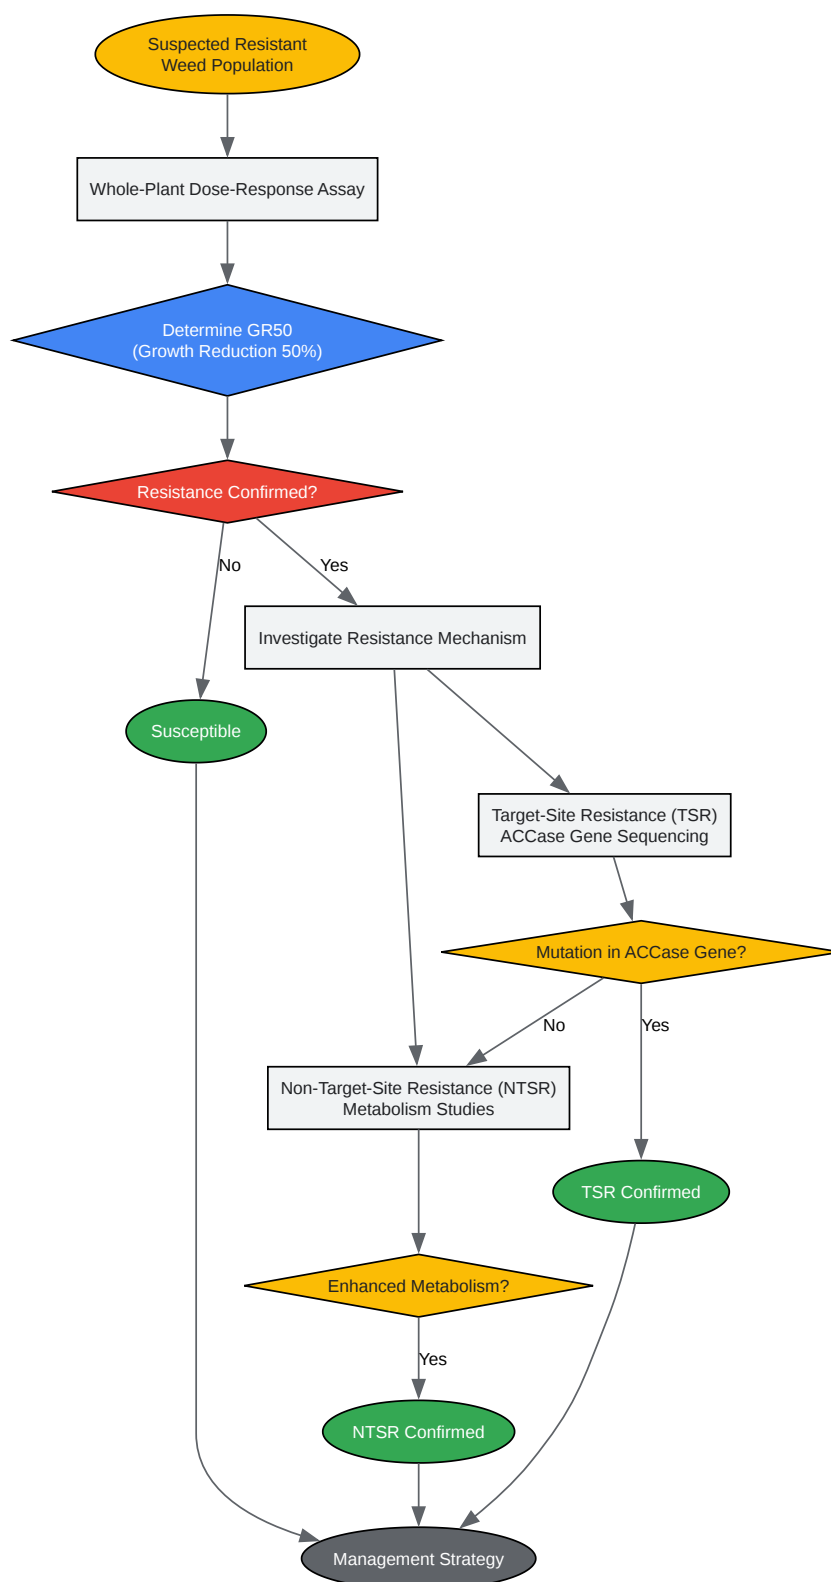 Suspected Resistant
Weed Population
Whole-Plant Dose-Response Assay
Determine GR50
(Growth Reduction 50%)
Resistance Confirmed?
No
Yes
Investigate Resistance Mechanism
Susceptible
Target-Site Resistance (TSR)
ACCase Gene Sequencing
Mutation in ACCase Gene?
No
Yes
Non-Target-Site Resistance (NTSR)
Metabolism Studies
TSR Confirmed
Enhanced Metabolism?
Yes
NTSR Confirmed
Management Strategy